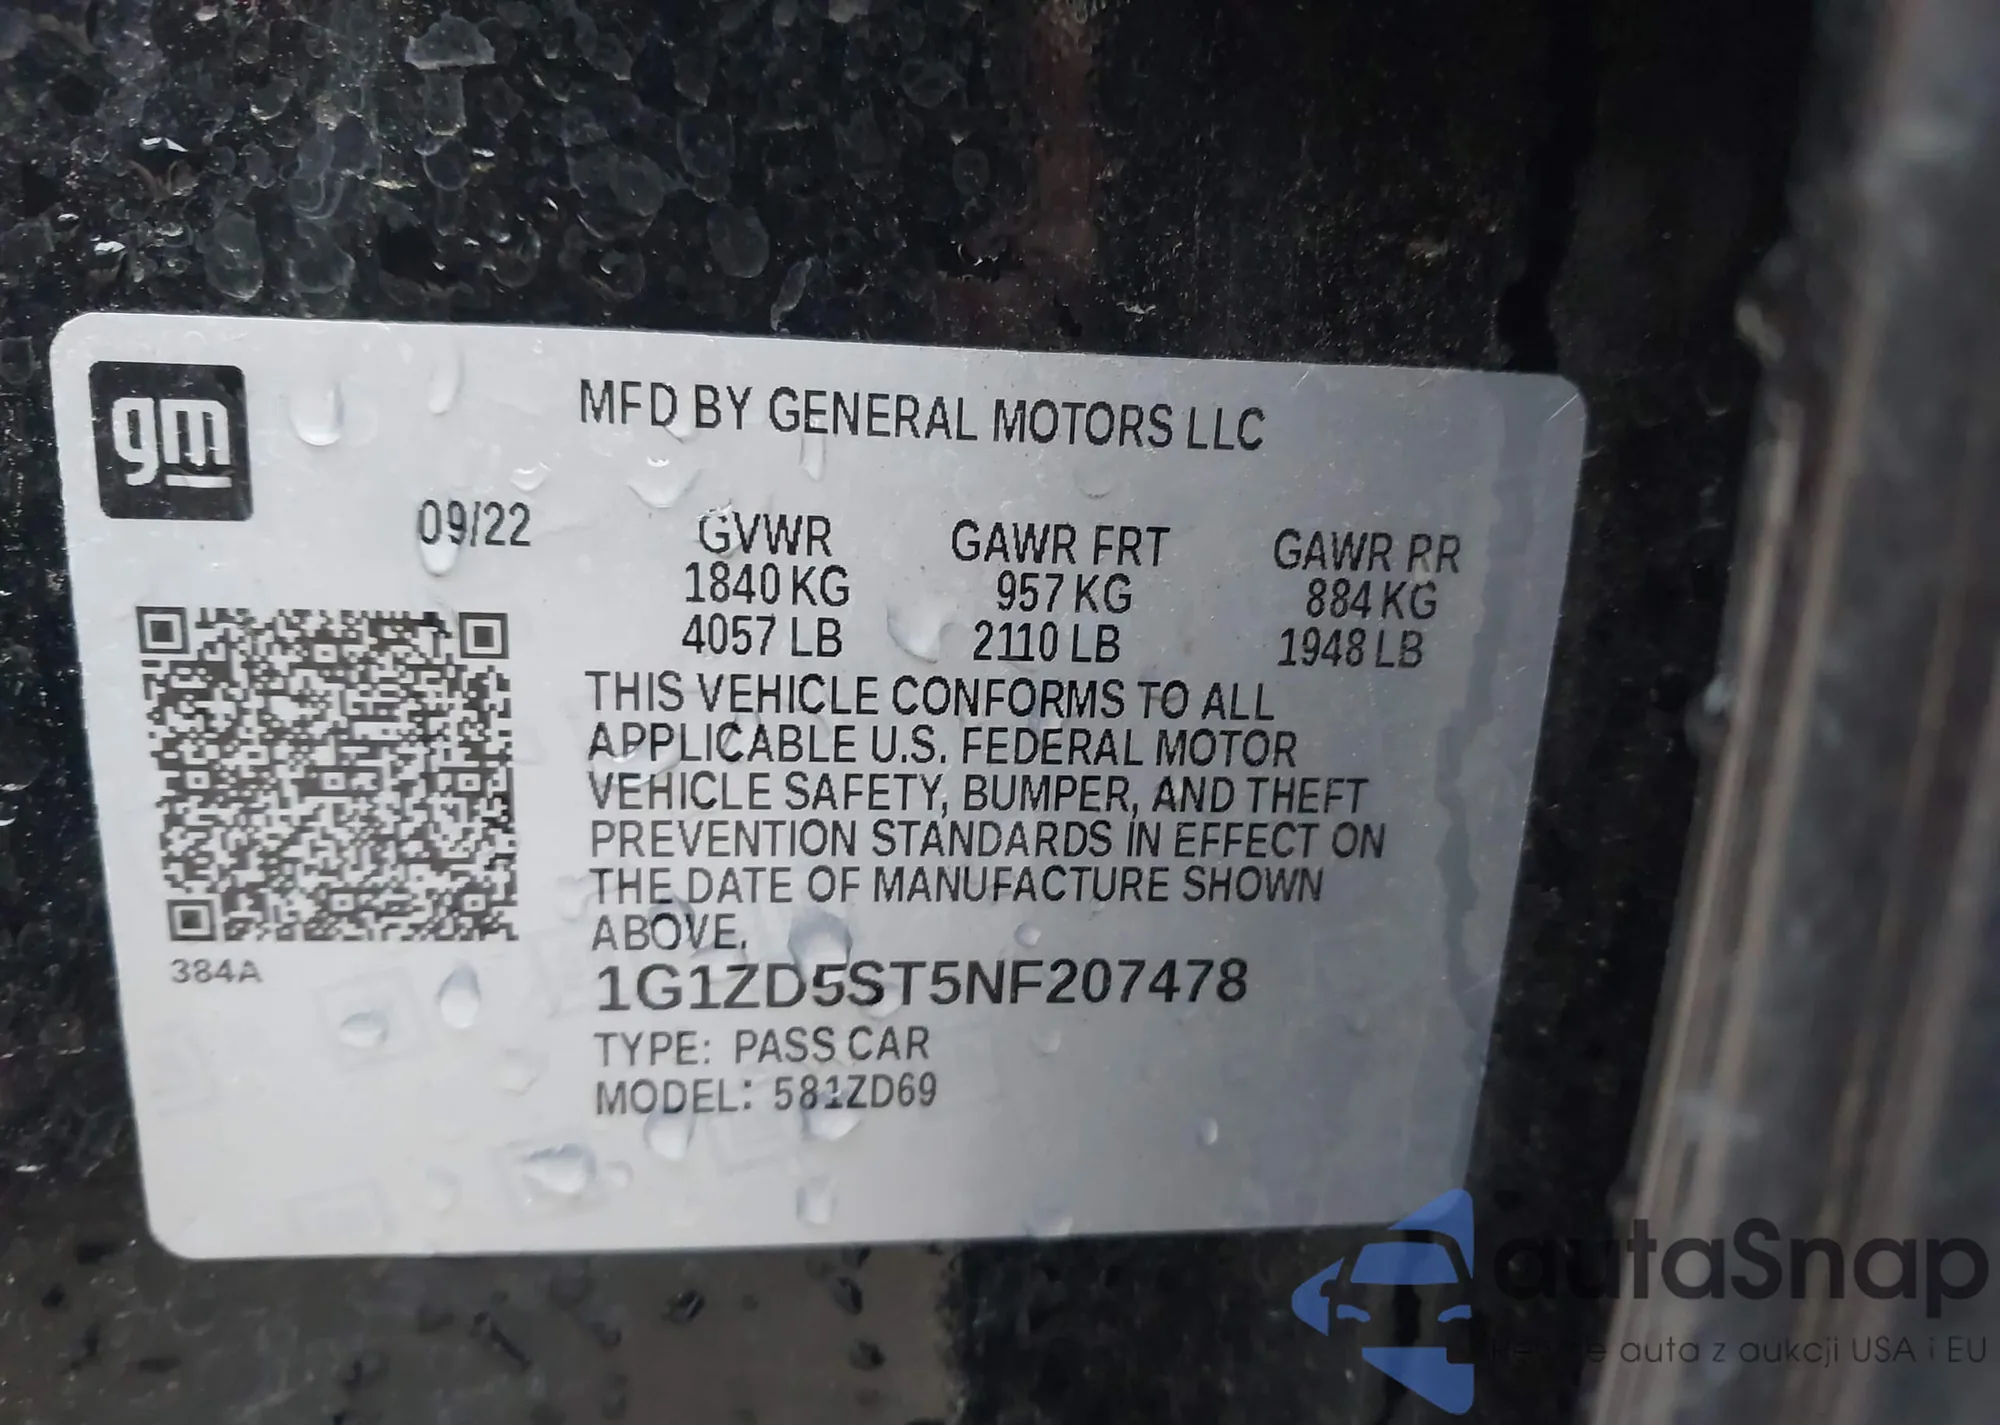 gm
MFD BY GENERAL MOTORS LLC
09/22
GVWR GAWR FRT GAWR RR
1840 KG 957 KG 884 KG
4057 LB 2110 LB 1948 LB
THIS VEHICLE CONFORMS TO ALL
APPLICABLE U.S. FEDERAL MOTOR
VEHICLE SAFETY, BUMPER, AND THEFT
PREVENTION STANDARDS IN EFFECT ON
THE DATE OF MANUFACTURE SHOWN
ABOVE.
384A
1G1ZD5ST5NF207478
TYPE: PASS CAR
MODEL: 581ZD69
autaSnap
auta z aukcji USA i EU